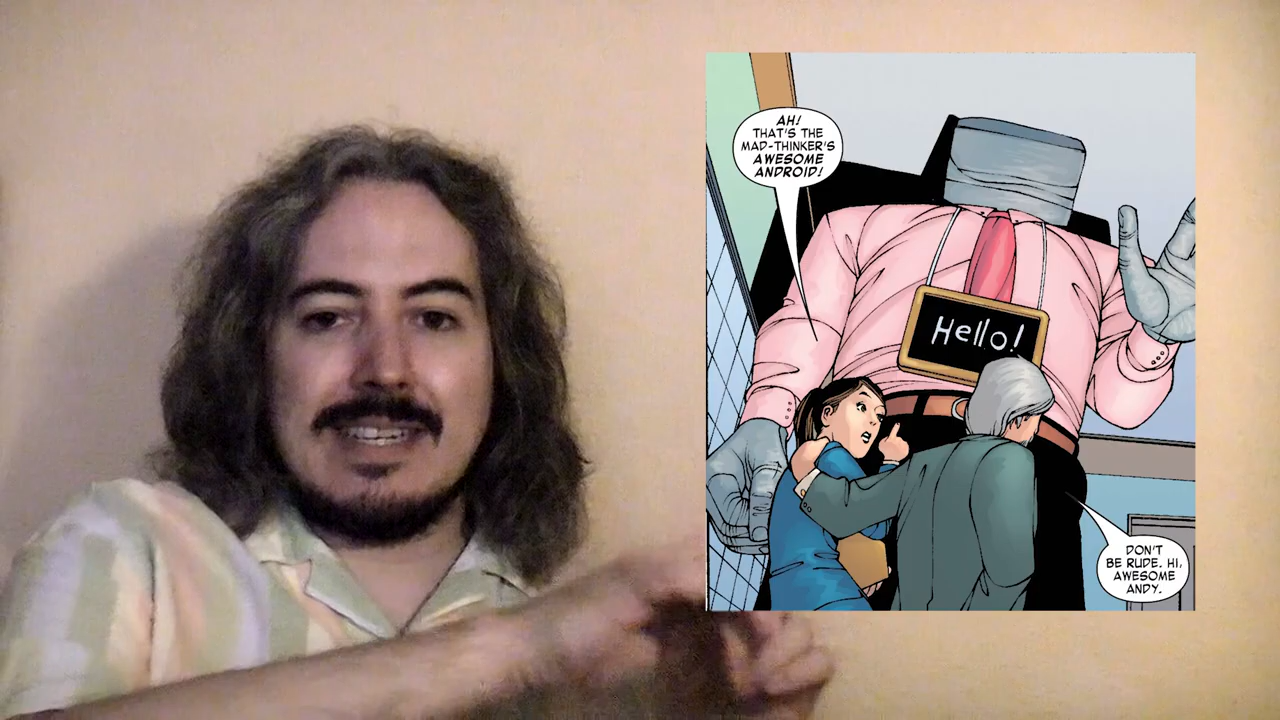 AH!
THAT'S THE
MAD-THINKER'S
AWESOME
ANDROID!
Hello!
DON'T
BE RUDE. HI,
AWESOME
ANDY.